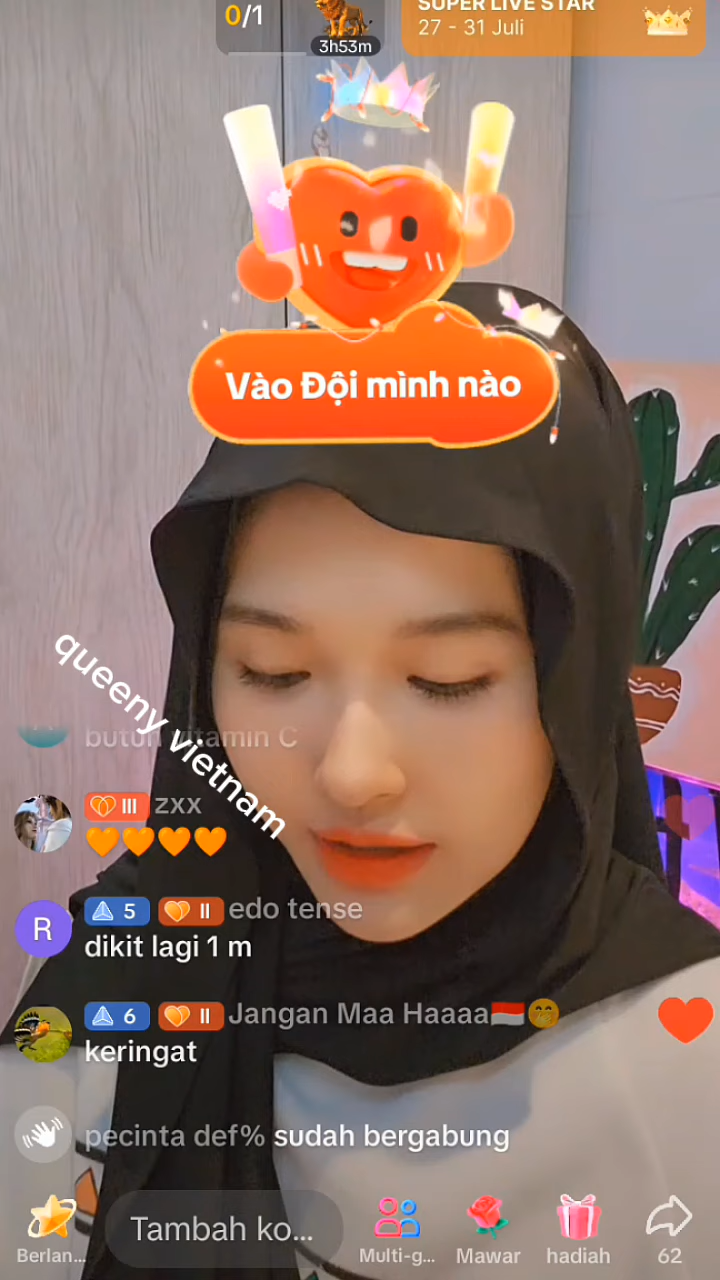 0/1
3h53m
SUPER LIVE STAR
27 - 31 Juli
Vào Đội mình nào
queeny vietnam
butuh vitamin C
III ZXX
🧡🧡🧡🧡
R
5 II edo tense
dikit lagi 1 m
6 II Jangan Maa Haaaa🇮🇩🤭
keringat
pecinta def% sudah bergabung
Berlan...
Tambah ko...
Multi-g...
Mawar
hadiah
62